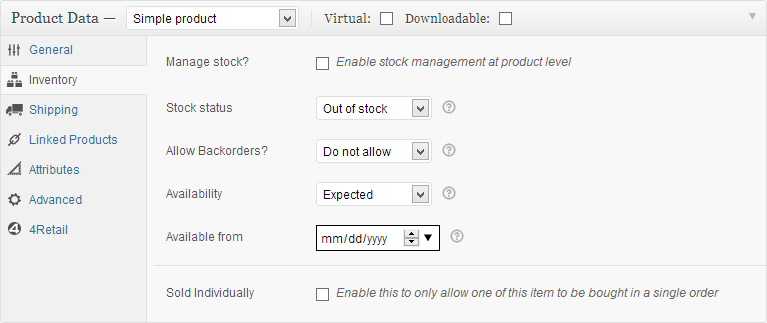 Product Data — Simple product Virtual: Downloadable:
General
Inventory
Shipping
Linked Products
Attributes
Advanced
4Retail
Manage stock? Enable stock management at product level
Stock status Out of stock
Allow Backorders? Do not allow
Availability Expected
Available from mm/dd/yyyy
Sold Individually Enable this to only allow one of this item to be bought in a single order